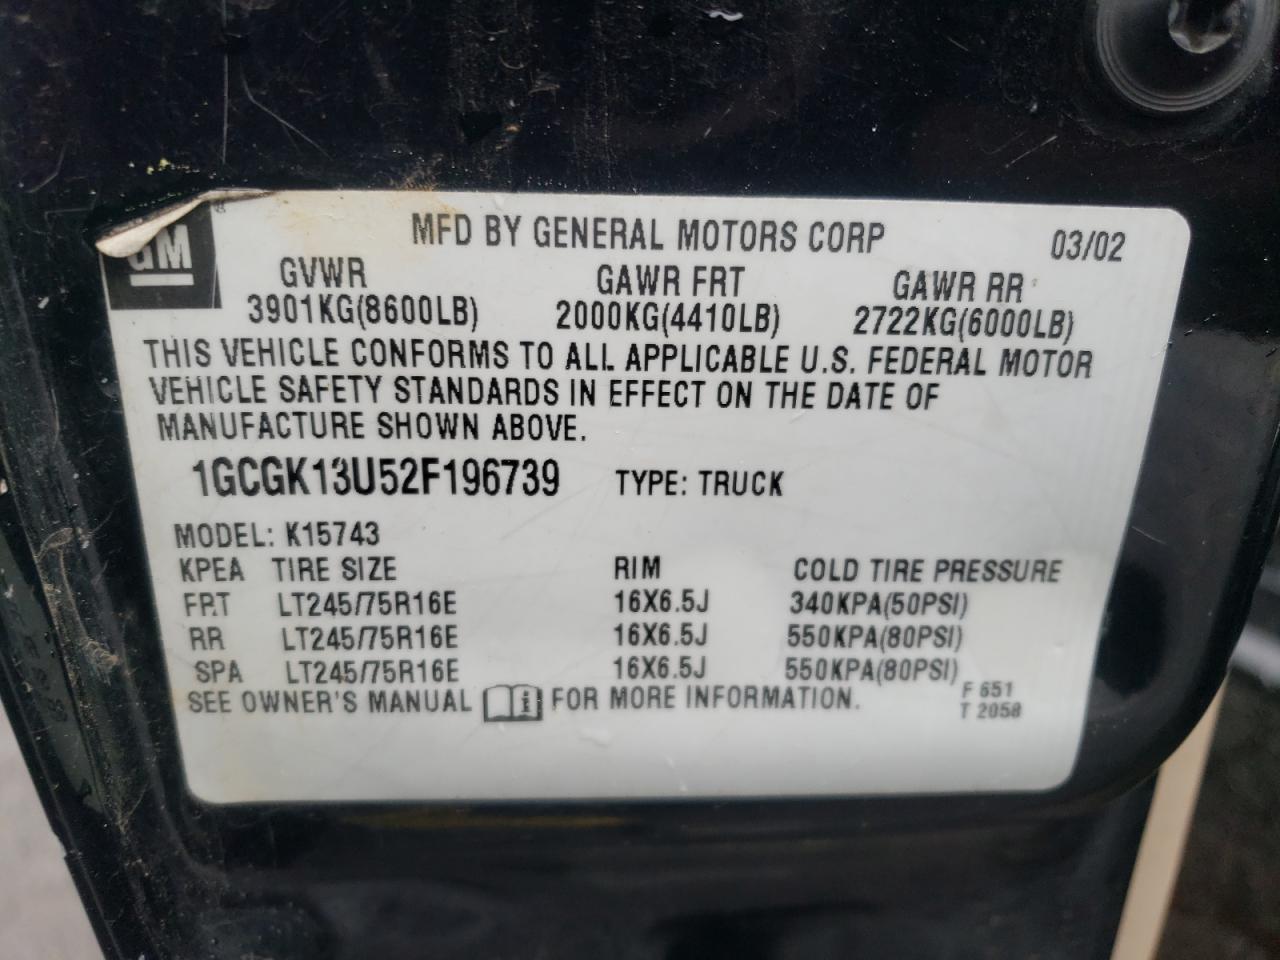 GM
MFD BY GENERAL MOTORS CORP 03/02
GVWR GAWR FRT GAWR RR
3901KG(8600LB) 2000KG(4410LB) 2722KG(6000LB)
THIS VEHICLE CONFORMS TO ALL APPLICABLE U.S. FEDERAL MOTOR
VEHICLE SAFETY STANDARDS IN EFFECT ON THE DATE OF
MANUFACTURE SHOWN ABOVE.
1GCGK13U52F196739 TYPE: TRUCK
MODEL: K15743
KPEA TIRE SIZE RIM COLD TIRE PRESSURE
FRT LT245/75R16E 16X6.5J 340KPA(50PSI)
RR LT245/75R16E 16X6.5J 550KPA(80PSI)
SPA LT245/75R16E 16X6.5J 550KPA(80PSI)
SEE OWNER'S MANUAL i FOR MORE INFORMATION. F 651
T 2058